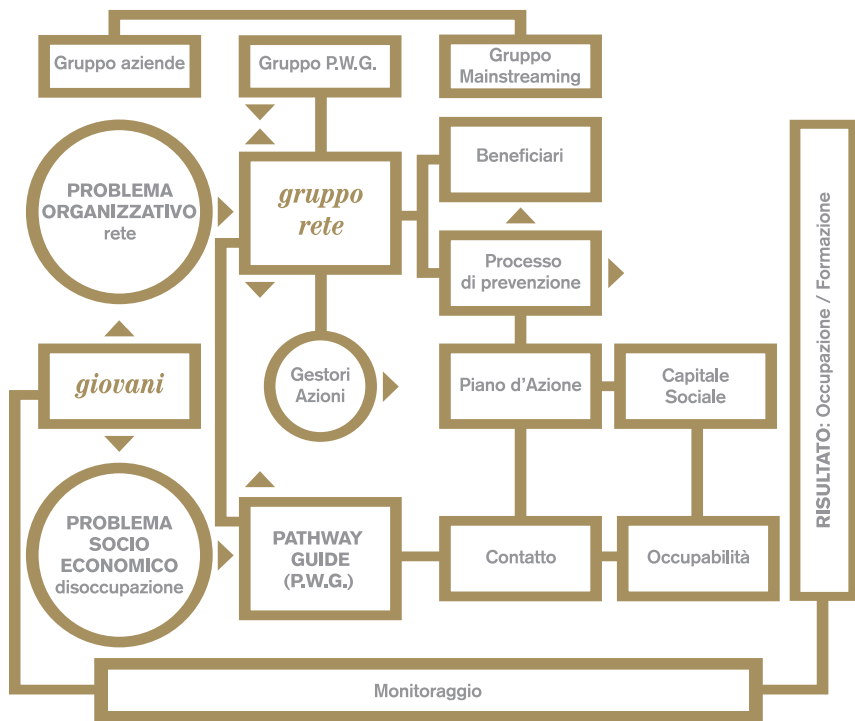 Gruppo aziende
Gruppo P.W.G.
Gruppo
Mainstreaming
PROBLEMA
ORGANIZZATIVO
rete
gruppo
rete
Beneficiari
Processo
di prevenzione
giovani
Gestori
Azioni
Piano d'Azione
Capitale
Sociale
PROBLEMA
SOCIO
ECONOMICO
disoccupazione
PATHWAY
GUIDE
(P.W.G.)
Contatto
Occupabilità
RISULTATO: Occupazione / Formazione
Monitoraggio